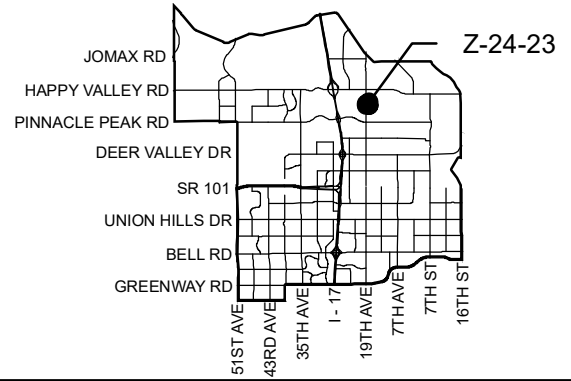 Z-24-23
JOMAX RD
HAPPY VALLEY RD
PINNACLE PEAK RD
DEER VALLEY DR
SR 101
UNION HILLS DR
BELL RD
GREENWAY RD
51ST AVE
43RD AVE
35TH AVE
I - 17
19TH AVE
7TH AVE
7TH ST
16TH ST